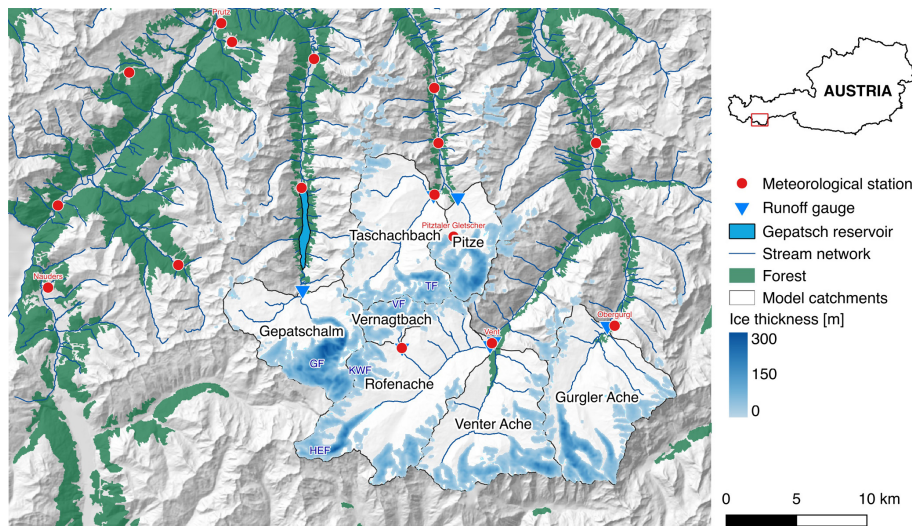 Prutz
Nauders
Taschachbach
Pitztaler Gletscher
Pitze
TF
VF
Vernagtbach
Gepatschalm
GF
KWF
Rofenache
Vent
Obergurgl
Gurgler Ache
Venter Ache
HEF
AUSTRIA
Meteorological station
Runoff gauge
Gepatsch reservoir
Stream network
Forest
Model catchments
Ice thickness [m]
300
150
0
0 5 10 km